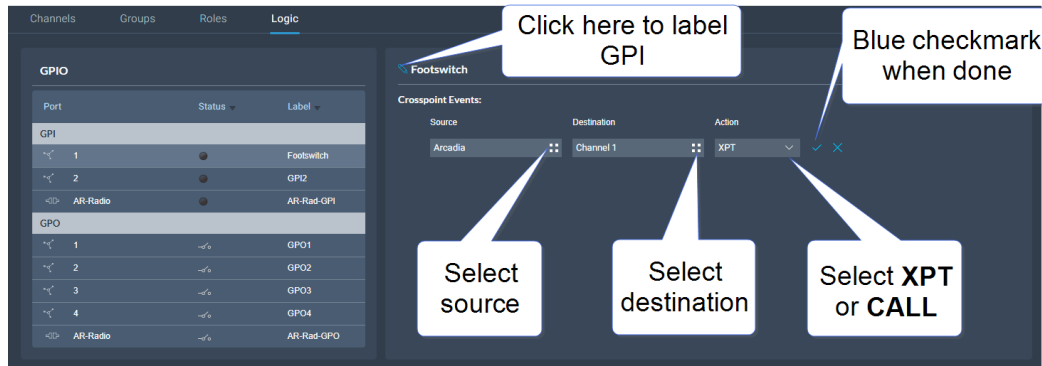 Channels Groups Roles Logic
Click here to label
GPI
Blue checkmark
when done
GPIO
Port Status Label
GPI
1 Footswitch
2 GPI2
AR-Radio AR-Rad-GPI
GPO
1 GPO1
2 GPO2
3 GPO3
4 GPO4
AR-Radio AR-Rad-GPO
Footswitch
Crosspoint Events:
Source Destination Action
Arcadia Channel 1 XPT
Select
source
Select
destination
Select XPT
or CALL